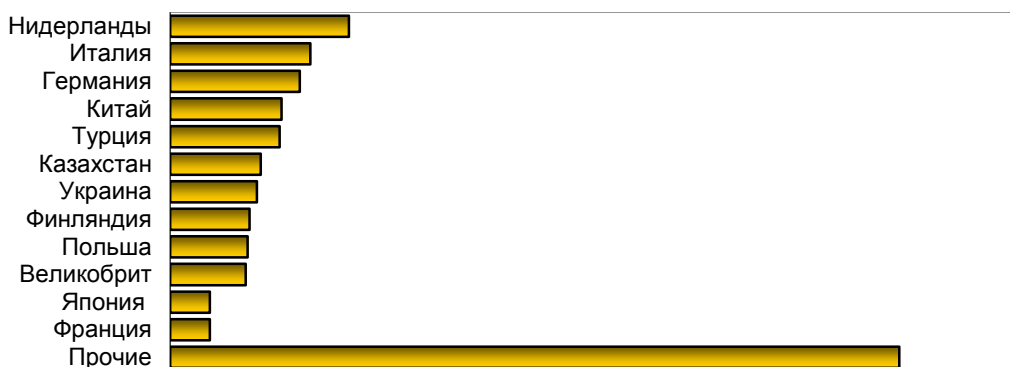 Нидерланды
Италия
Германия
Китай
Турция
Казахстан
Украина
Финляндия
Польша
Великобрит
Япония
Франция
Прочие